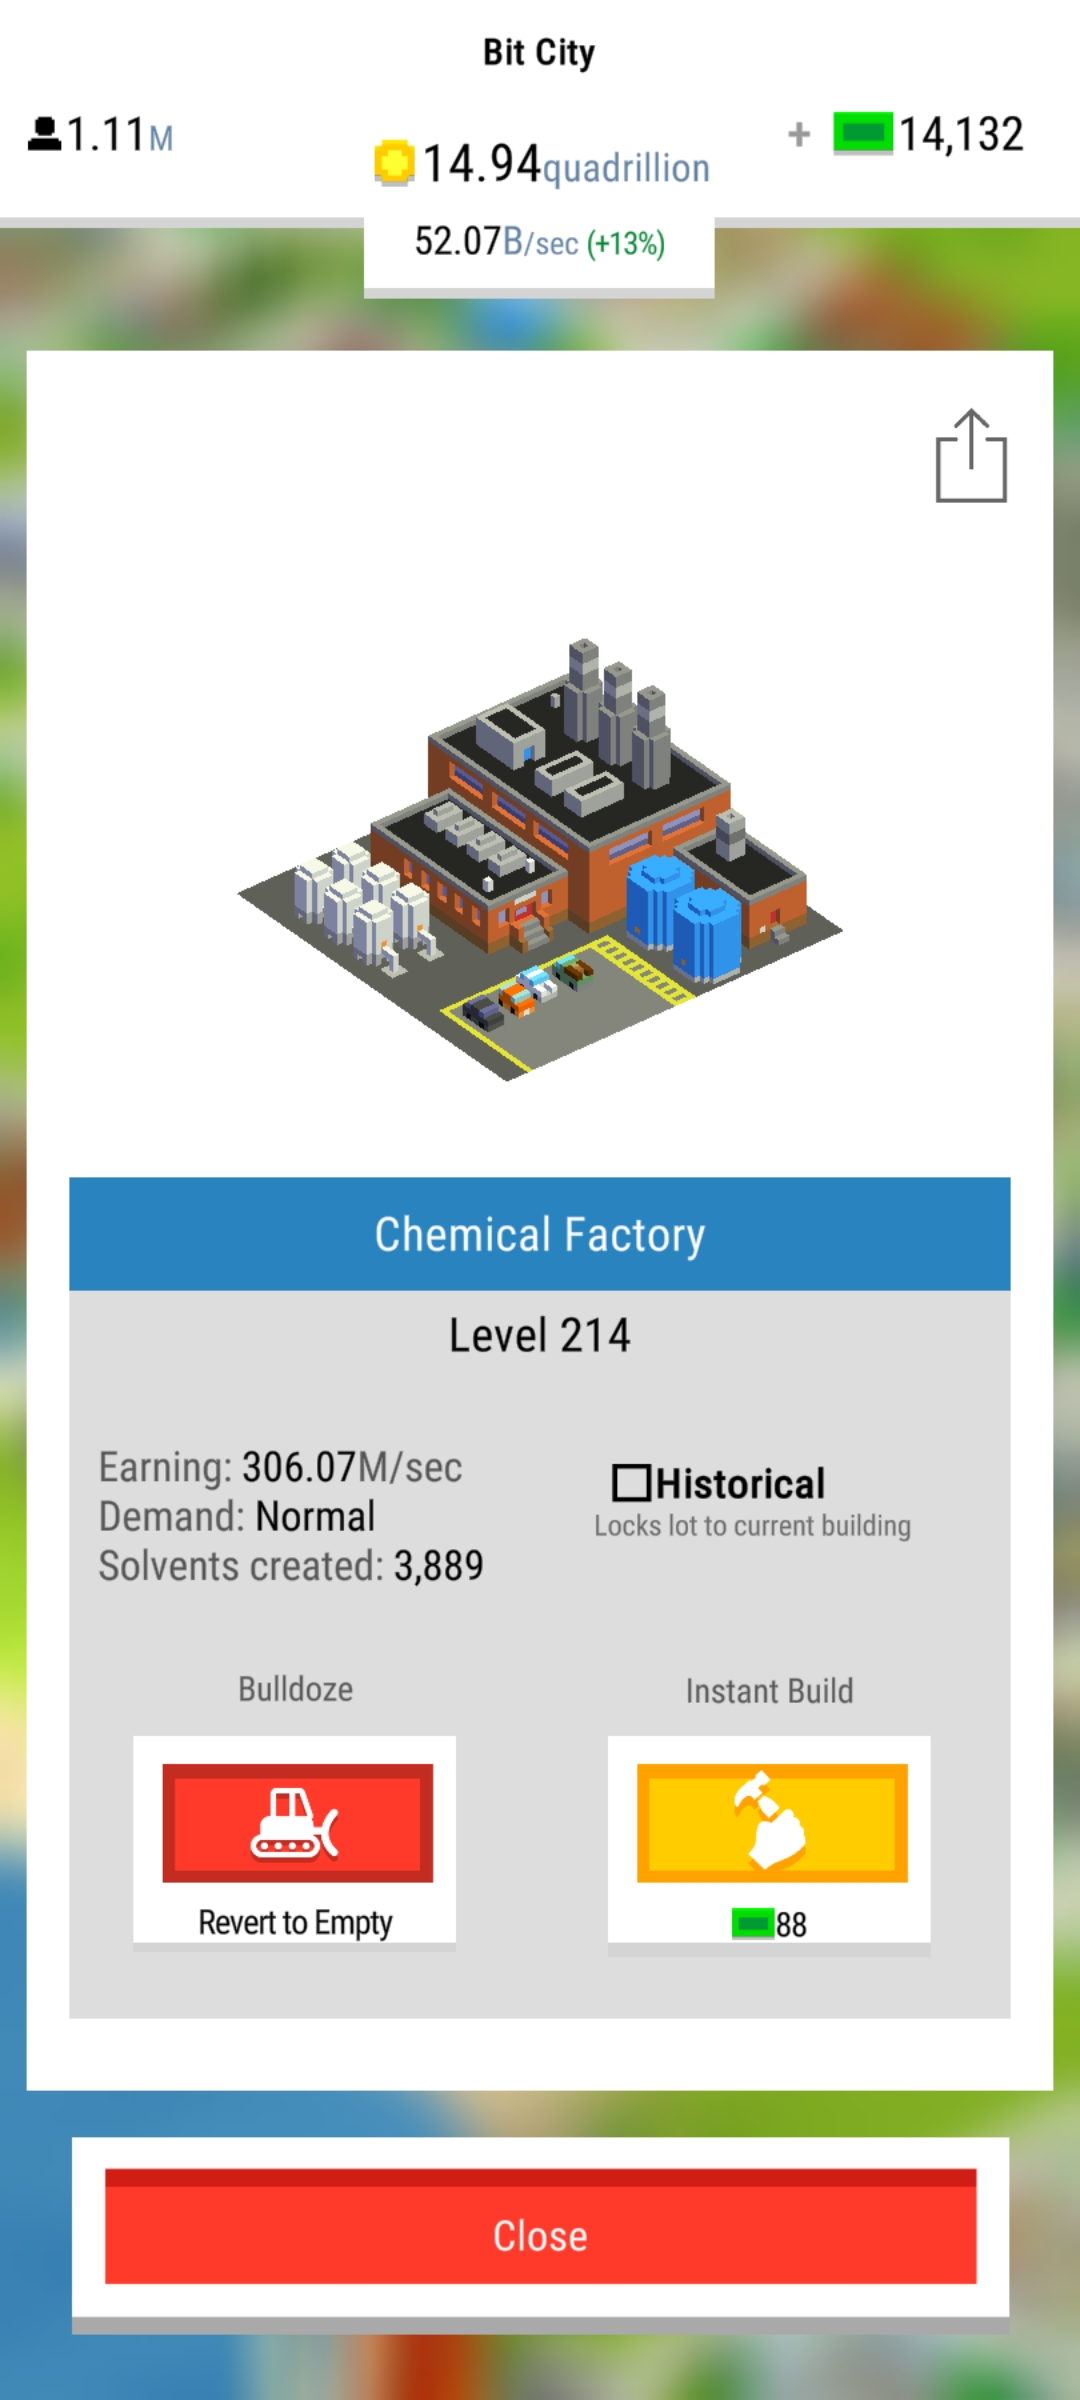 Bit City
1.11M
14.94quadrillion
+ 14,132
52.07B/sec (+13%)
Chemical Factory
Level 214
Earning: 306.07M/sec
Demand: Normal
Solvents created: 3,889
Historical
Locks lot to current building
Bulldoze
Revert to Empty
Instant Build
88
Close